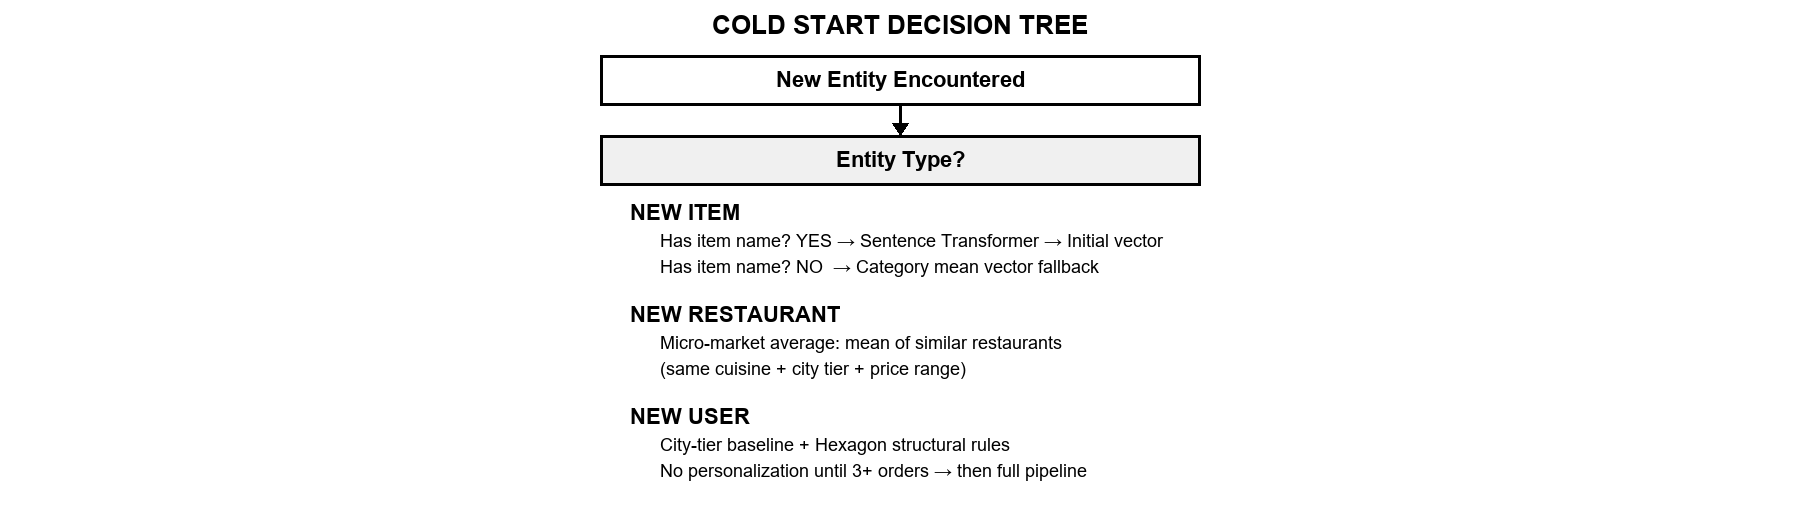 COLD START DECISION TREE
New Entity Encountered
Entity Type?
NEW ITEM
Has item name? YES → Sentence Transformer → Initial vector
Has item name? NO → Category mean vector fallback
NEW RESTAURANT
Micro-market average: mean of similar restaurants
(same cuisine + city tier + price range)
NEW USER
City-tier baseline + Hexagon structural rules
No personalization until 3+ orders → then full pipeline